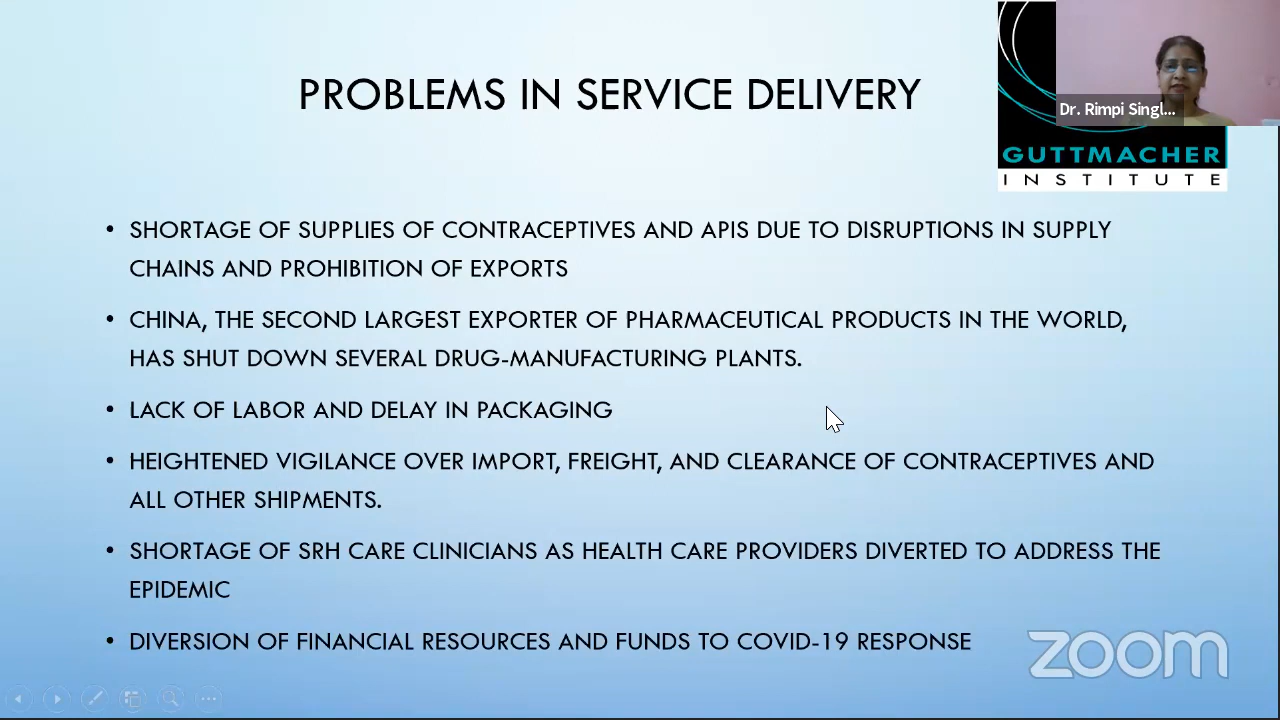 PROBLEMS IN SERVICE DELIVERY
Dr. Rimpi Singl...
GUTTMACHER
INSTITUTE
• SHORTAGE OF SUPPLIES OF CONTRACEPTIVES AND APIS DUE TO DISRUPTIONS IN SUPPLY
CHAINS AND PROHIBITION OF EXPORTS
• CHINA, THE SECOND LARGEST EXPORTER OF PHARMACEUTICAL PRODUCTS IN THE WORLD,
HAS SHUT DOWN SEVERAL DRUG-MANUFACTURING PLANTS.
• LACK OF LABOR AND DELAY IN PACKAGING
• HEIGHTENED VIGILANCE OVER IMPORT, FREIGHT, AND CLEARANCE OF CONTRACEPTIVES AND
ALL OTHER SHIPMENTS.
• SHORTAGE OF SRH CARE CLINICIANS AS HEALTH CARE PROVIDERS DIVERTED TO ADDRESS THE
EPIDEMIC
• DIVERSION OF FINANCIAL RESOURCES AND FUNDS TO COVID-19 RESPONSE
zoom